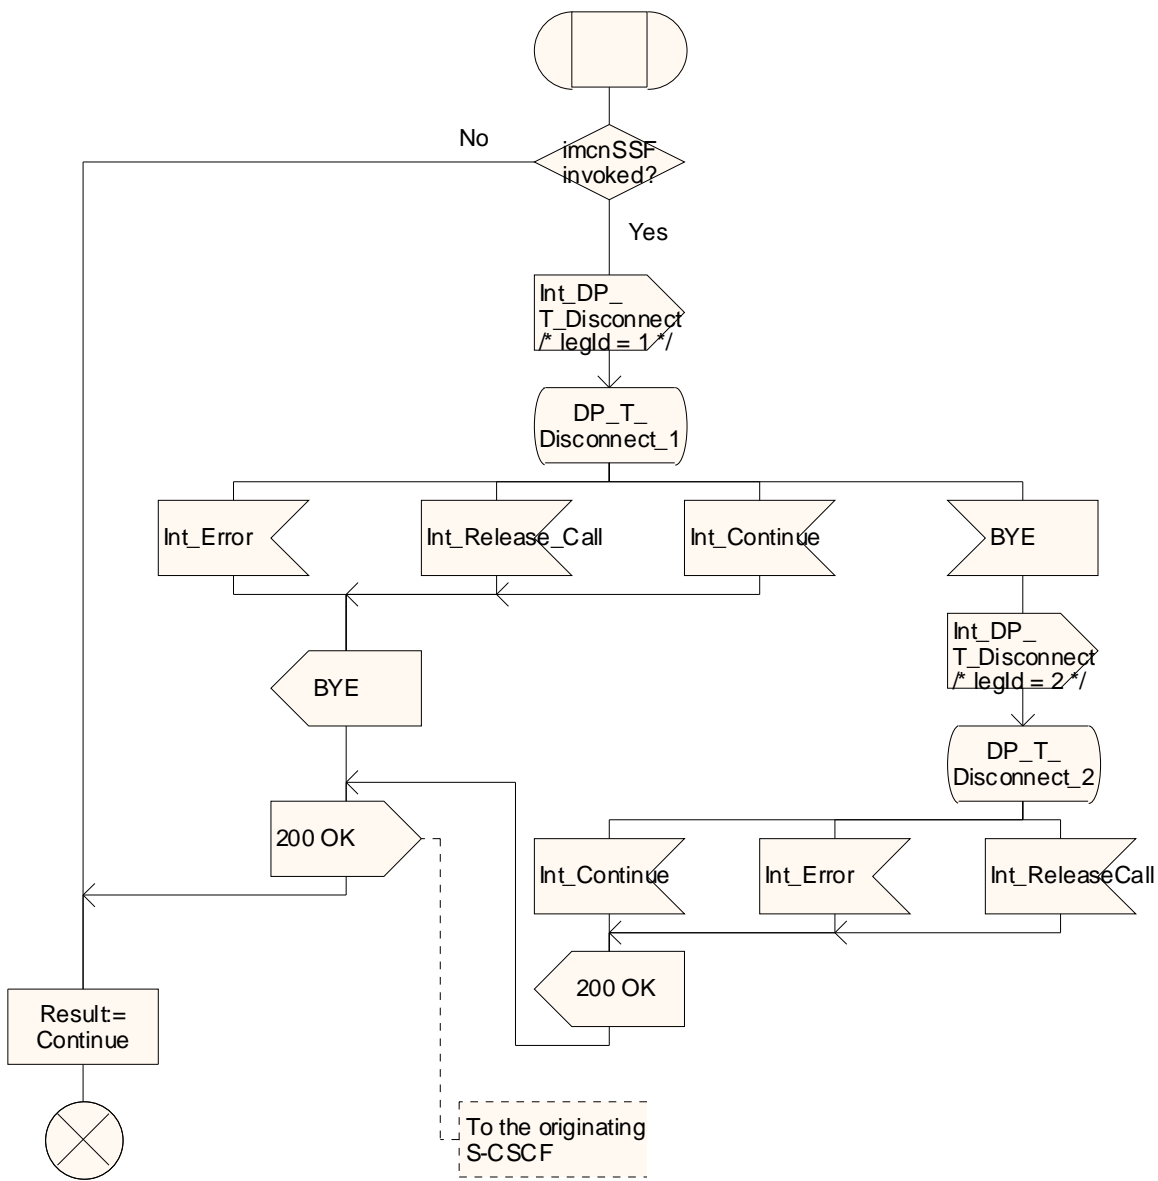 No
imcnSSF
invoked?
Yes
Int_DP_
T_Disconnect
/* legId = 1 */
DP_T_
Disconnect_1
Int_Error
Int_Release_Call
Int_Continue
BYE
BYE
Int_DP_
T_Disconnect
/* legId = 2 */
DP_T_
Disconnect_2
200 OK
Int_Continue
Int_Error
Int_ReleaseCall
200 OK
Result:=
Continue
To the originating
S-CSCF